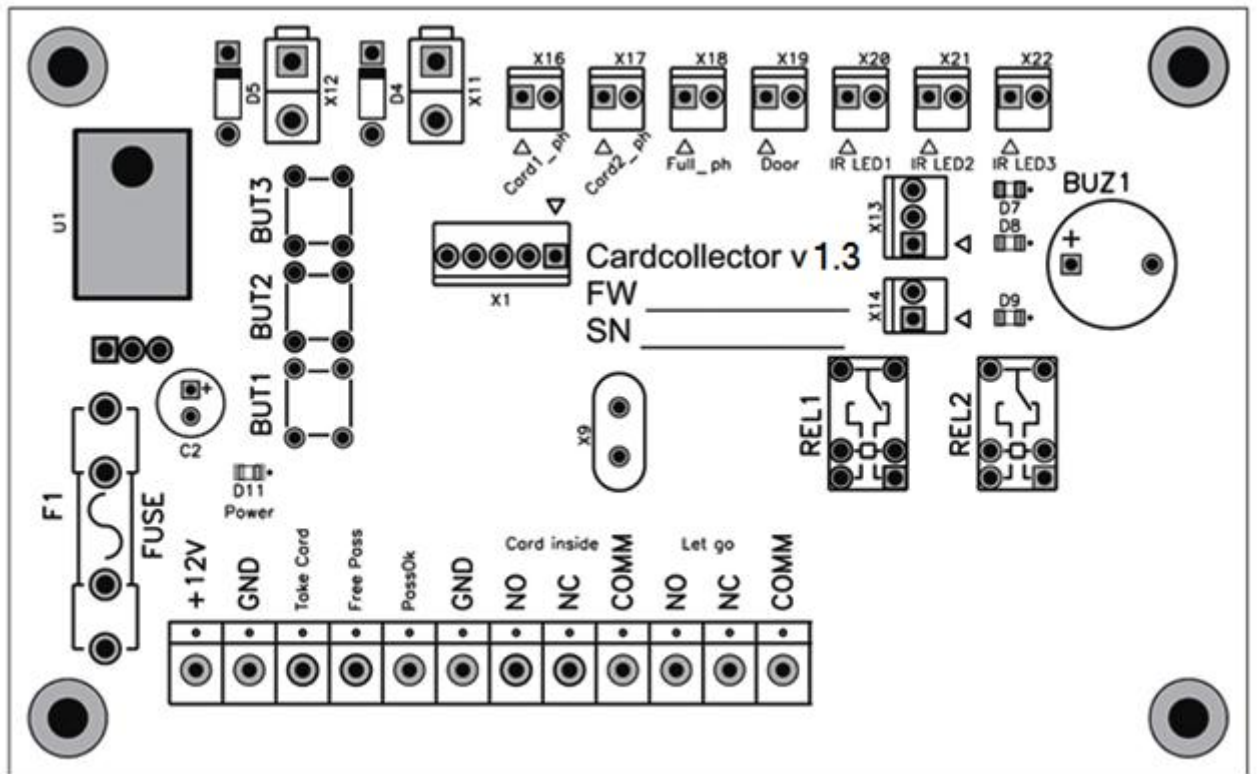 X16
X17
X18
X19
X20
X21
X22
D5
X12
D4
X11
Card1_ph
Card2_ph
Full_ph
Door
IR LED1
IR LED2
IR LED3
U1
BUT3
BUT2
BUT1
X1
Cardcollector v 1.3
FW
SN
X13
X14
D7
D8
D9
BUZ1
+
C2
+
X9
REL1
REL2
F1
FUSE
D11
Power
Card inside
Let go
+12V
GND
Take Card
Free Pass
PassOk
GND
NO
NC
COMM
NO
NC
COMM